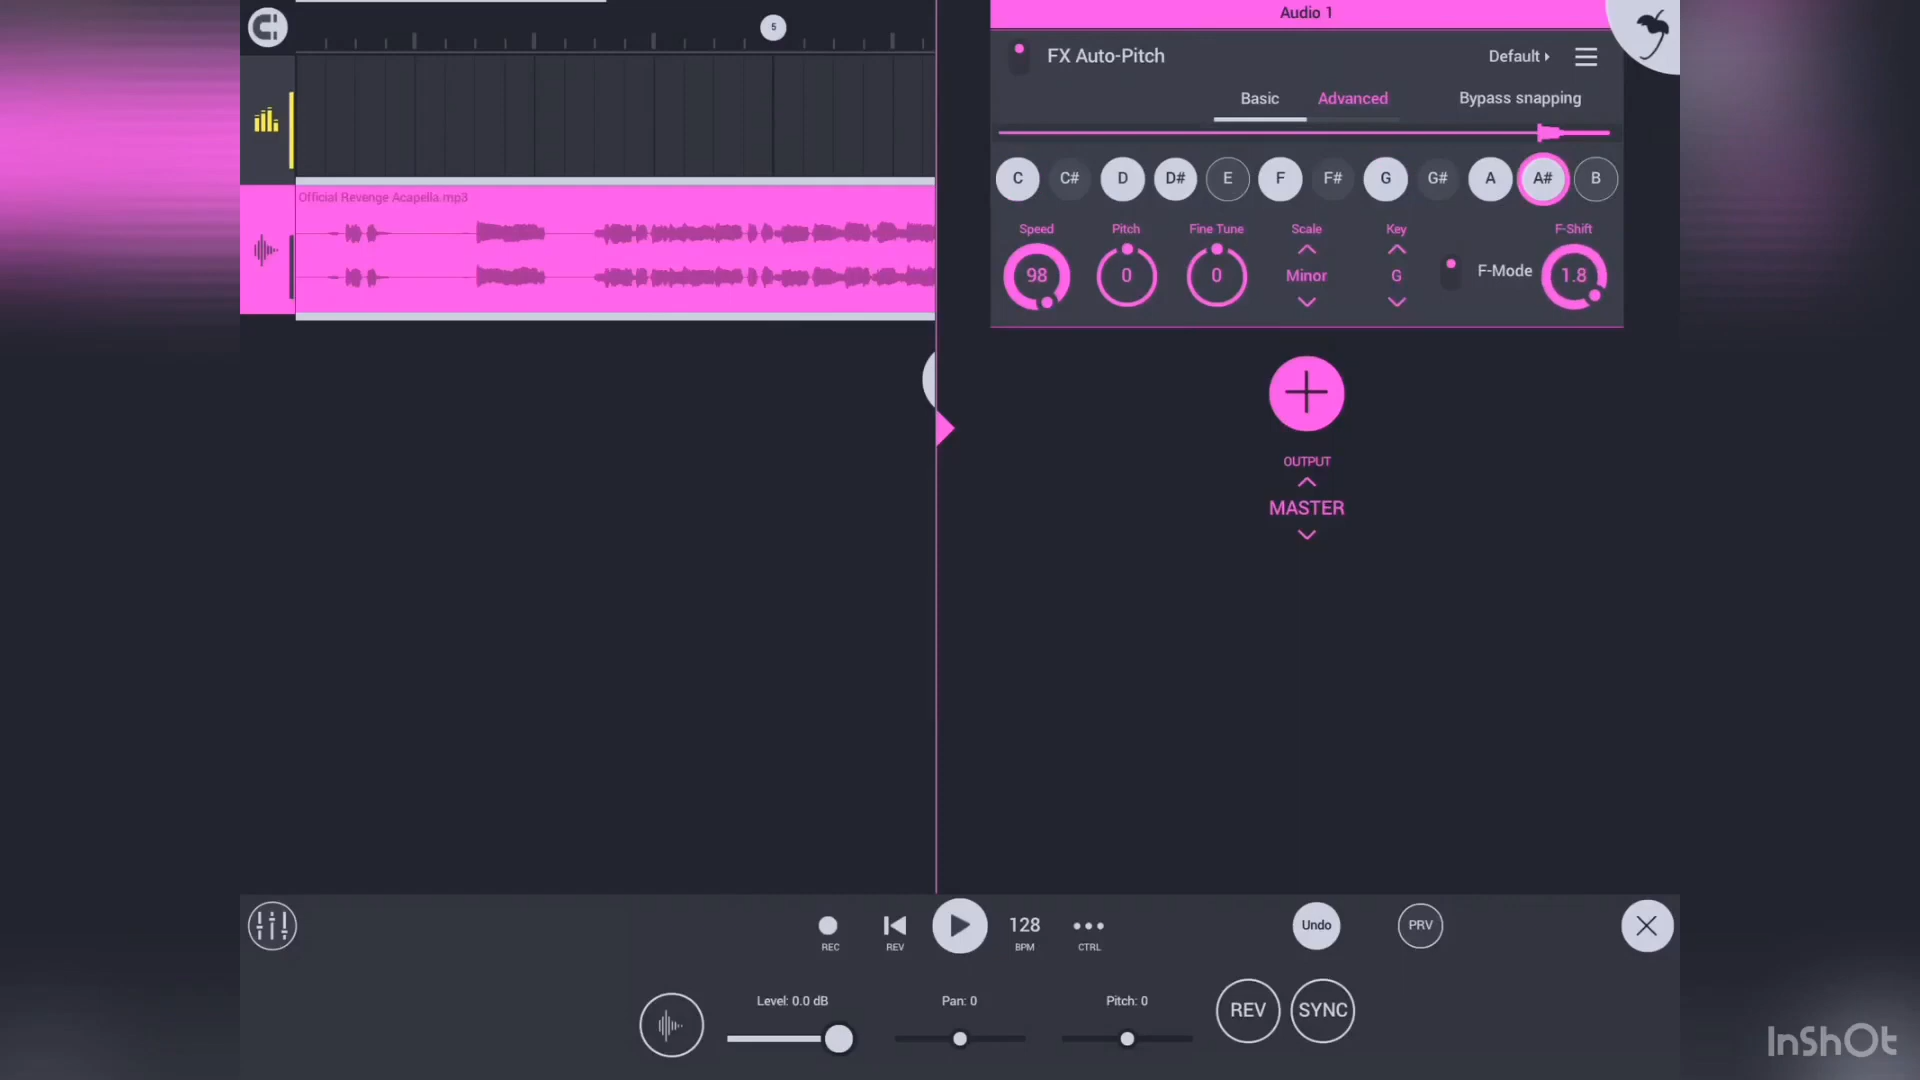 5
Audio 1
FX Auto-Pitch
Default
Basic
Advanced
Bypass snapping
C C# D D# E F F# G G# A A# B
Official Revenge Acapella.mp3
Speed Pitch Fine Tune Scale Key F-Shift
98 0 0 Minor G F-Mode 1.8
OUTPUT
MASTER
128
Undo
PRV
REC REV BPM CTRL
Level: 0.0 dB Pan: 0 Pitch: 0
REV SYNC
InShOt